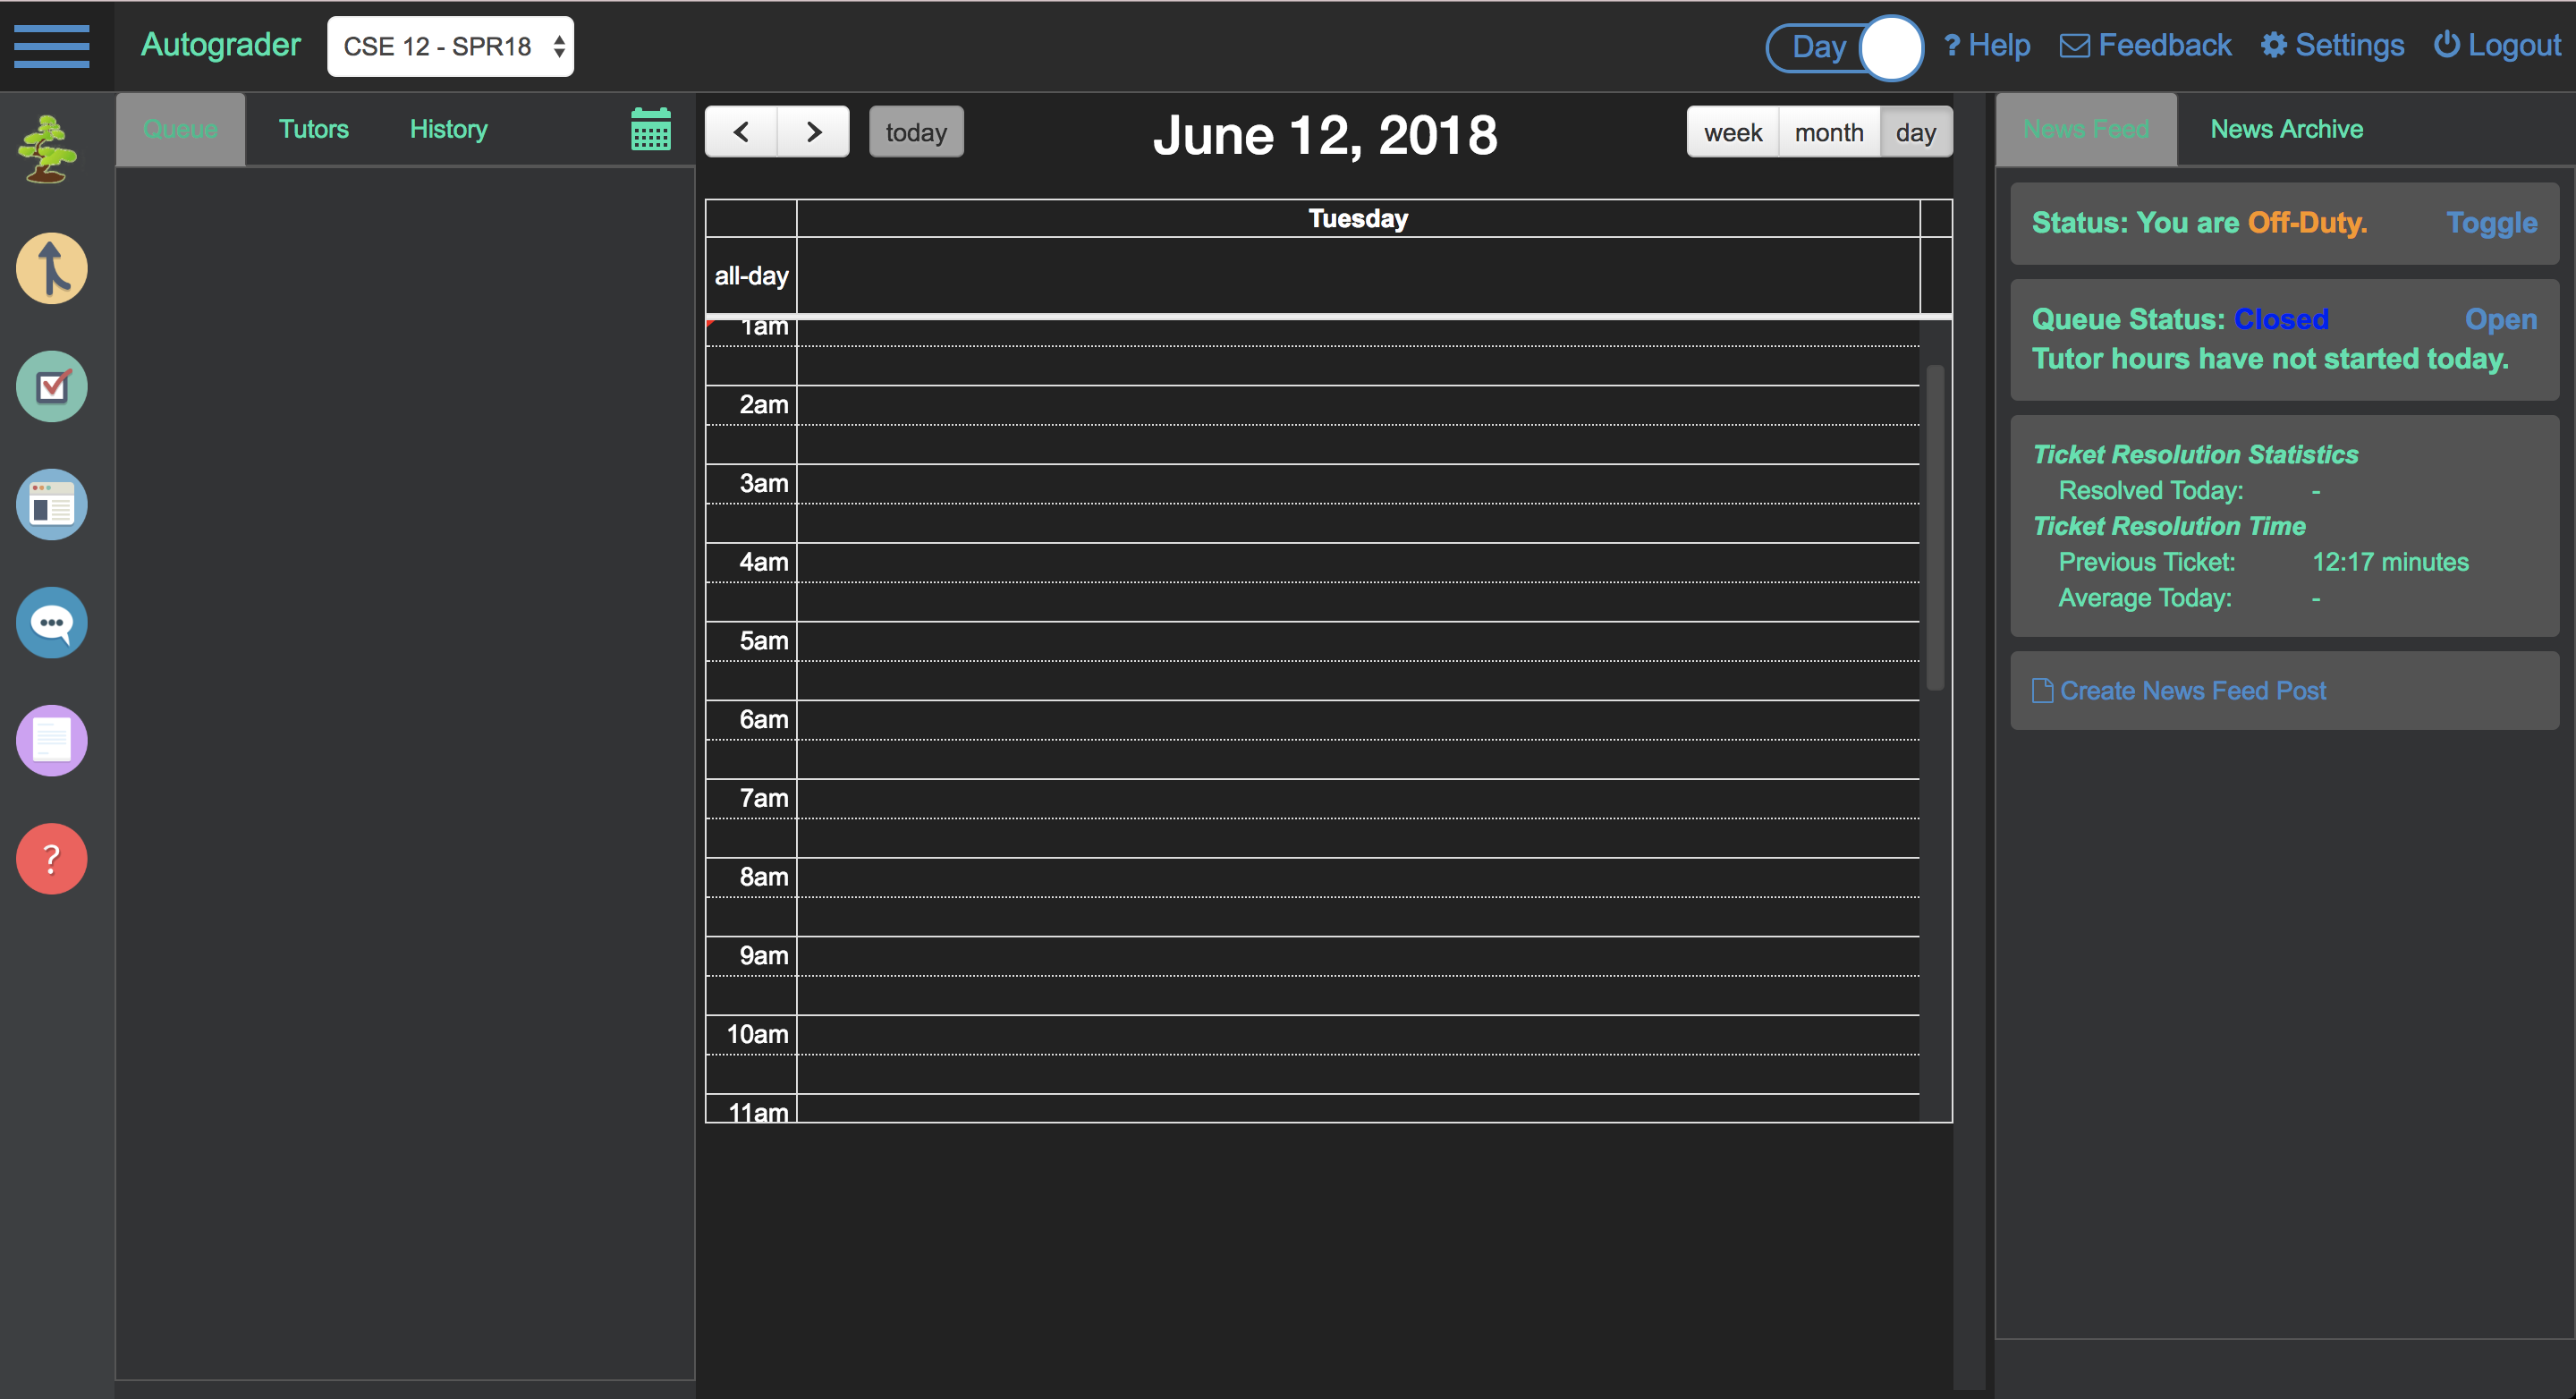 Autograder
CSE 12 - SPR18
Day
? Help
Feedback
Settings
Logout
Queue
Tutors
History
today
June 12, 2018
week
month
day
Tuesday
all-day
1am
2am
3am
4am
5am
6am
7am
8am
9am
10am
11am
News Feed
News Archive
Status: You are Off-Duty.
Toggle
Queue Status: Closed
Open
Tutor hours have not started today.
Ticket Resolution Statistics
Resolved Today: -
Ticket Resolution Time
Previous Ticket: 12:17 minutes
Average Today: -
Create News Feed Post
?